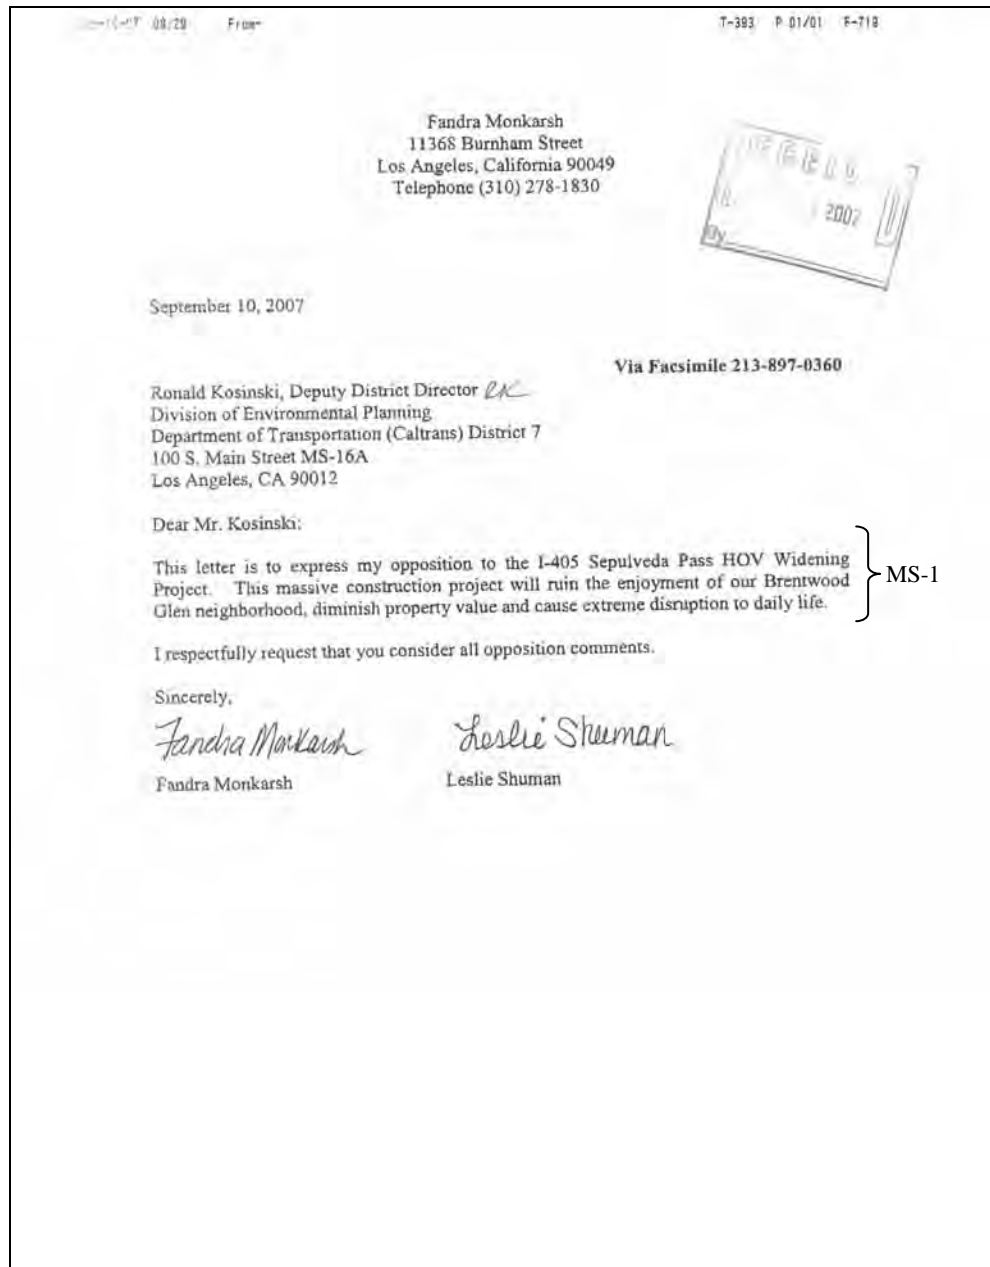 08/28 From- T-393 P 01/01 F-718
Fandra Monkarsh
11368 Burnham Street
Los Angeles, California 90049
Telephone (310) 278-1830
2007
By
September 10, 2007
Via Facsimile 213-897-0360
Ronald Kosinski, Deputy District Director RK
Division of Environmental Planning
Department of Transportation (Caltrans) District 7
100 S. Main Street MS-16A
Los Angeles, CA 90012
Dear Mr. Kosinski:
This letter is to express my opposition to the I-405 Sepulveda Pass HOV Widening
Project. This massive construction project will ruin the enjoyment of our Brentwood
Glen neighborhood, diminish property value and cause extreme disruption to daily life.
MS-1
I respectfully request that you consider all opposition comments.
Sincerely,
Fandra Monkarsh Leslie Shuman
Fandra Monkarsh Leslie Shuman